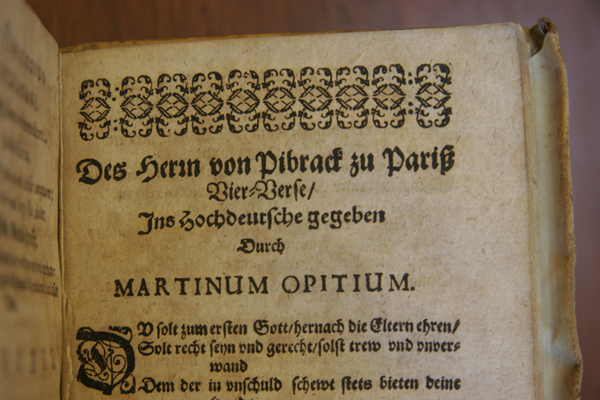 Des Herrn von Pibrack zu Pariß
Vier-Verse/
Ins Hochdeutsche gegeben
Durch
MARTINUM OPITIUM.
DV solt zum ersten Gott/hernach die Eltern ehren/
Solt recht seyn vnd gerecht/solst trew vnd vnver-
wand
Dem der in vnschuld schewt stets bieten deine